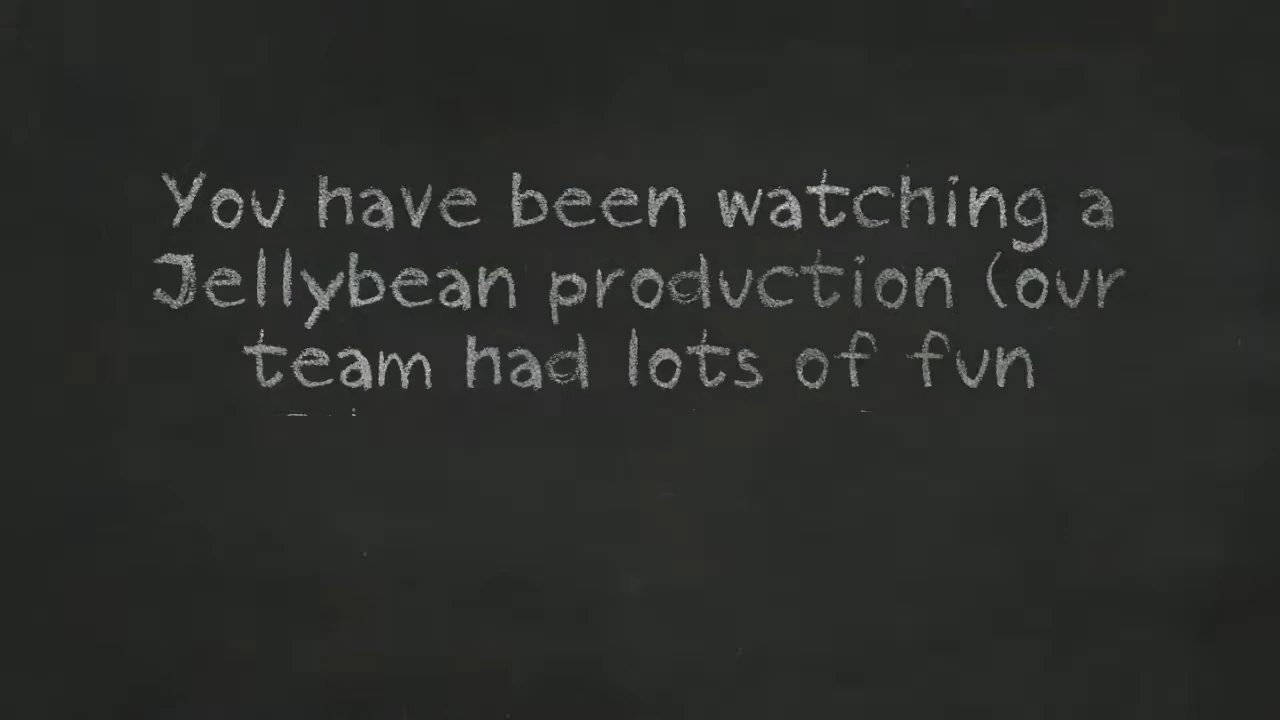 You have been watching a
Jellybean production (our
team had lots of fun